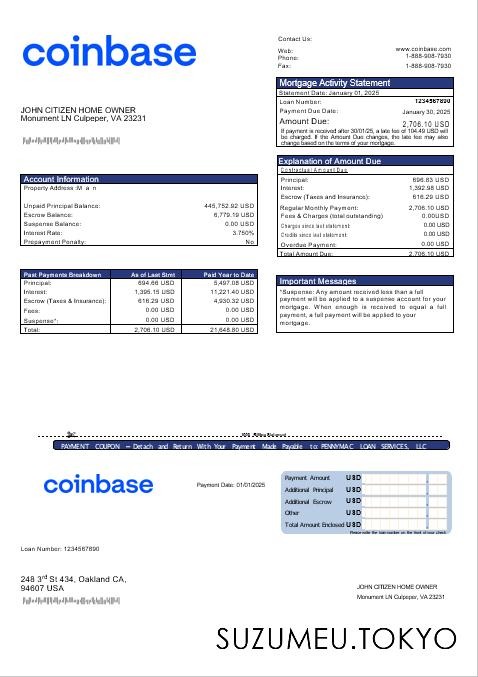 coinbase
Contact Us:
Web: www.coinbase.com
Phone: 1-888-908-7930
Fax: 1-888-908-7930
Mortgage Activity Statement
Statement Date: January 01, 2025
Loan Number: 1234567890
Payment Due Date: January 30, 2025
Amount Due: 2,706.10 USD
If payment is received after 30/01/25, a late fee of 104.49 USD will
be charged. If the Amount Due changes, the late fee may also
change based on the terms of your mortgage.
JOHN CITIZEN HOME OWNER
Monument LN Culpeper, VA 23231
Explanation of Amount Due
Contractual Amount Due
Principal: 696.83 USD
Interest: 1,392.98 USD
Escrow (Taxes and Insurance): 616.29 USD
Regular Monthly Payment: 2,706.10 USD
Fees & Charges (total outstanding) 0.00USD
Charges since last statement: 0.00 USD
Credits since last statement: 0.00 USD
Overdue Payment: 0.00 USD
Total Amount Due: 2,706.10 USD
Account Information
Property Address :M a n
Unpaid Principal Balance: 445,752.92 USD
Escrow Balance: 6,779.19 USD
Suspense Balance: 0.00 USD
Interest Rate: 3.750%
Prepayment Penalty: No
Past Payments Breakdown As of Last Stmt Paid Year to Date
Principal: 694.66 USD 5,497.08 USD
Interest: 1,395.15 USD 11,221.40 USD
Escrow (Taxes & Insurance): 616.29 USD 4,930.32 USD
Fees: 0.00 USD 0.00 USD
Suspense*: 0.00 USD 0.00 USD
Total: 2,706.10 USD 21,648.80 USD
Important Messages
*Suspense: Any amount received less than a full
payment will be applied to a suspense account for your
mortgage. When enough is received to equal a full
payment, a full payment will be applied to your
mortgage.
PAYMENT COUPON – Detach and Return With Your Payment Made Payable to: PENNYMAC LOAN SERVICES, LLC
coinbase
Payment Date: 01/01/2025
Payment Amount USD
Additional Principal USD
Additional Escrow USD
Other USD
Total Amount Enclosed USD
Please write the loan number on the front of your check
Loan Number: 1234567890
248 3rd St 434, Oakland CA,
94607 USA
JOHN CITIZEN HOME OWNER
Monument LN Culpeper, VA 23231
SUZUMEU.TOKYO